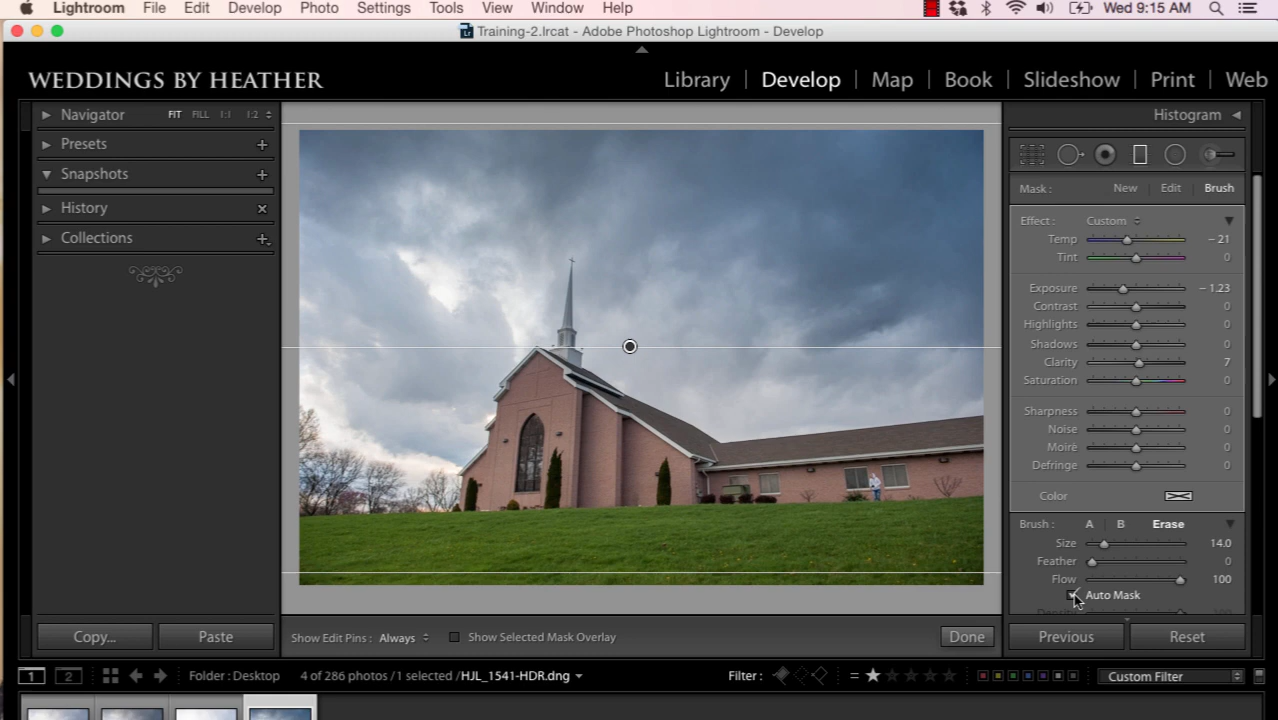 Lightroom File Edit Develop Photo Settings Tools View Window Help Wed 9:15 AM
Training-2.lrcat - Adobe Photoshop Lightroom - Develop
WEDDINGS BY HEATHER
Library | Develop | Map | Book | Slideshow | Print | Web
Navigator FIT FILL 1:1 1:2
Presets
Snapshots
History
Collections
Histogram
Mask : New Edit Brush
Effect : Custom
Temp – 21
Tint 0
Exposure – 1.23
Contrast 0
Highlights 0
Shadows 0
Clarity 7
Saturation 0
Sharpness 0
Noise 0
Moiré 0
Defringe 0
Color
Brush : A B Erase
Size 14.0
Feather 0
Flow 100
Auto Mask
Density 100
Copy... Paste
Show Edit Pins : Always Show Selected Mask Overlay Done
Previous Reset
1 2 Folder : Desktop 4 of 286 photos /1 selected /HJL_1541-HDR.dng Filter : Custom Filter